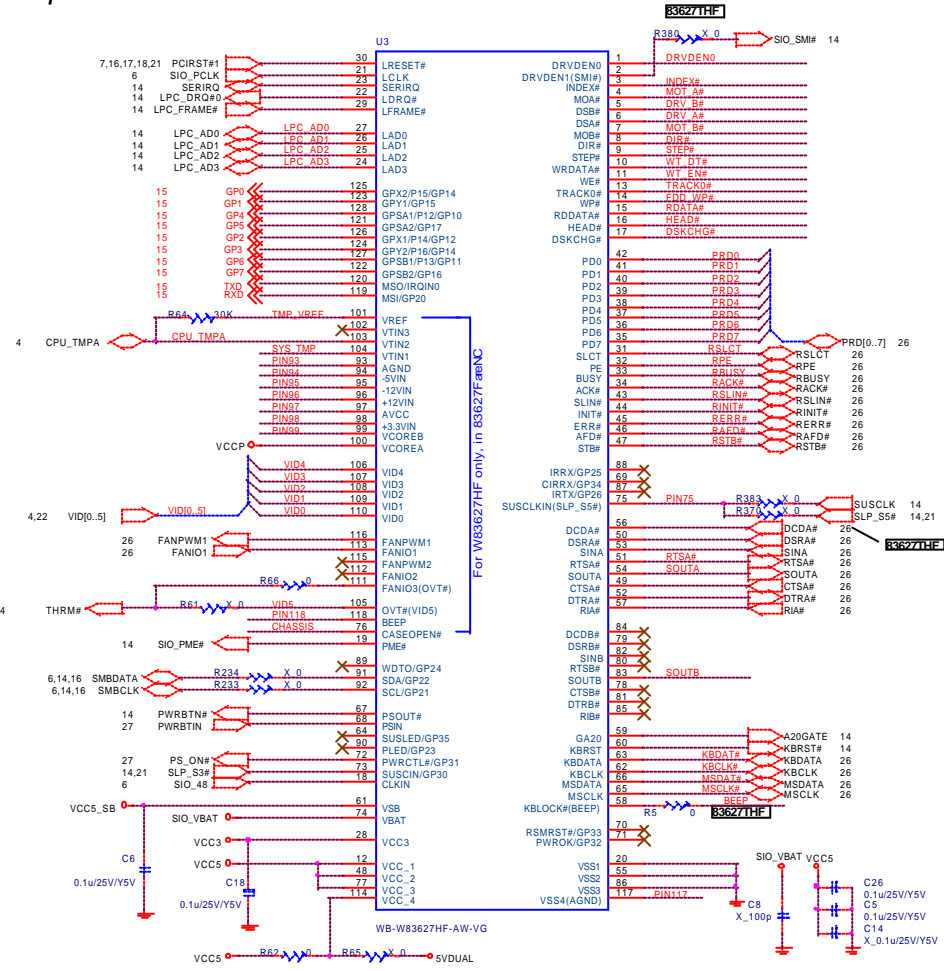 83627THF
U3
R380 X_0 SIO_SMI# 14
7,16,17,18,21 PCIRST#1 30 LRESET#
6 SIO_PCLK 21 LCLK
14 SERIRQ 23 SERIRQ
14 LPC_DRQ#0 22 LDRQ#
14 LPC_FRAME# 29 LFRAME#
14 LPC_AD0 LPC_AD0 27 LAD0
14 LPC_AD1 LPC_AD1 26 LAD1
14 LPC_AD2 LPC_AD2 25 LAD2
14 LPC_AD3 LPC_AD3 24 LAD3
15 GP0 125 GPX2/P15/GP14
15 GP1 123 GPY1/GP15
15 GP4 128 GPSA1/P12/GP10
15 GP5 121 GPSA2/GP17
15 GP2 126 GPX1/P14/GP12
15 GP3 124 GPY2/P16/GP14
15 GP6 127 GPSB1/P13/GP11
15 GP7 122 GPSB2/GP16
15 TXD 120 MSO/IRQIN0
15 RXD 119 MSI/GP20
R64 30K TMP_VREF 101 VREF
102 VTIN3
4 CPU_TMPA CPU_TMPA 103 VTIN2
SYS_TMP 104 VTIN1
PIN93 93 AGND
PIN94 94 -5VIN
PIN95 95 -12VIN
PIN96 96 +12VIN
PIN97 97 AVCC
PIN98 98 +3.3VIN
PIN99 99 VCOREB
VCCP 100 VCOREA
VID4 106 VID4
VID3 107 VID3
VID2 108 VID2
VID1 109 VID1
4,22 VID[0..5] VID[0..5] VID0 110 VID0
26 FANPWM1 116 FANPWM1
26 FANIO1 113 FANIO1
115 FANPWM2
112 FANIO2
R66 0 111 FANIO3(OVT#)
4 THRM# R61 X_0 VID5 105 OVT#(VID5)
PIN118 118 BEEP
CHASSIS 76 CASEOPEN#
14 SIO_PME# 19 PME#
89 WDTO/GP24
6,14,16 SMBDATA R234 X_0 91 SDA/GP22
6,14,16 SMBCLK R233 X_0 92 SCL/GP21
14 PWRBTN# 67 PSOUT#
27 PWRBTIN 68 PSIN
64 SUSLED/GP35
90 PLED/GP23
27 PS_ON# 72 PWRCTL#/GP31
14,21 SLP_S3# 73 SUSCIN/GP30
6 SIO_48 18 CLKIN
VCC5_SB 61 VSB
SIO_VBAT 74 VBAT
VCC3 28 VCC3
VCC5 12 VCC_1
48 VCC_2
77 VCC_3
114 VCC_4
C6
0.1u/25V/Y5V
C18
0.1u/25V/Y5V
VCC5 R62 0 R65 X_0 5VDUAL
WB-W83627HF-AW-VG
For W83627HF only, in 83627F are NC
DRVDEN0 1 DRVDEN0
DRVDEN1(SMI#) 2
INDEX# 3 INDEX#
MOA# 4 MOT_A#
DSB# 5 DRV_B#
DSA# 6 DRV_A#
MOB# 7 MOT_B#
DIR# 8 DIR#
STEP# 9 STEP#
WRDATA# 10 WT_DT#
WE# 11 WT_EN#
TRACK0# 13 TRACK0#
WP# 14 FDD_WP#
RDDATA# 15 RDATA#
HEAD# 16 HEAD#
DSKCHG# 17 DSKCHG#
PD0 42 PRD0
PD1 41 PRD1
PD2 40 PRD2
PD3 39 PRD3
PD4 38 PRD4
PD5 37 PRD5
PD6 36 PRD6
PD7 35 PRD7 PRD[0..7] 26
SLCT 31 RSLCT RSLCT 26
PE 32 RPE RPE 26
BUSY 33 RBUSY RBUSY 26
ACK# 34 RACK# RACK# 26
SLIN# 43 RSLIN# RSLIN# 26
INIT# 44 RINIT# RINIT# 26
ERR# 45 RERR# RERR# 26
AFD# 46 RAFD# RAFD# 26
STB# 47 RSTB# RSTB# 26
IRRX/GP25 88
CIRRX/GP34 69
IRTX/GP26 87
SUSCLKIN(SLP_S5#) 75 PIN75 R383 X_0 SUSCLK 14
R370 X_0 SLP_S5# 14,21
DCDA# 56 DCDA# 26
DSRA# 50 DSRA# 26
83627THF
SINA 53 SINA 26
RTSA# 51 RTSA# RTSA# 26
SOUTA 54 SOUTA SOUTA 26
CTSA# 49 CTSA# 26
DTRA# 52 DTRA# 26
RIA# 57 RIA# 26
DCDB# 84
DSRB# 79
SINB 82
RTSB# 80
SOUTB 83 SOUTB
CTSB# 78
DTRB# 81
RIB# 85
GA20 59 A20GATE 14
KBRST 60 KBRST# 14
KBDATA 63 KBDAT# KBDATA 26
KBCLK 62 KBCLK# KBCLK 26
MSDATA 66 MSDAT# MSDATA 26
MSCLK 65 MSCLK# MSCLK 26
KBLOCK#(BEEP) 58 R5 0 BEEP
83627THF
RSMRST#/GP33 70
PWROK/GP32 71
VSS1 20
VSS2 55
VSS3 86
VSS4(AGND) 117 PIN117
SIO_VBAT VCC5
C8
X_100p
C26
0.1u/25V/Y5V
C5
0.1u/25V/Y5V
C14
X_0.1u/25V/Y5V